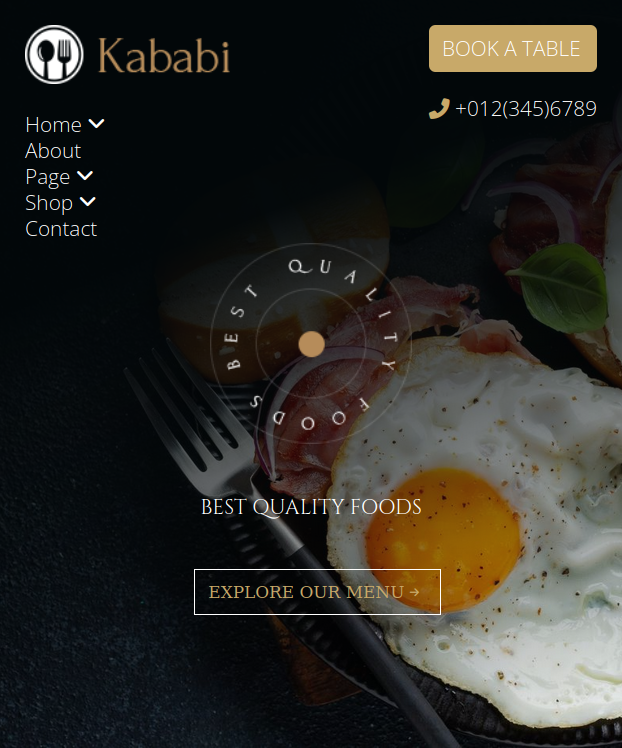 Kababi
BOOK A TABLE
+012(345)6789
Home
About
Page
Shop
Contact
BEST QUALITY FOODS
BEST QUALITY FOODS
EXPLORE OUR MENU →